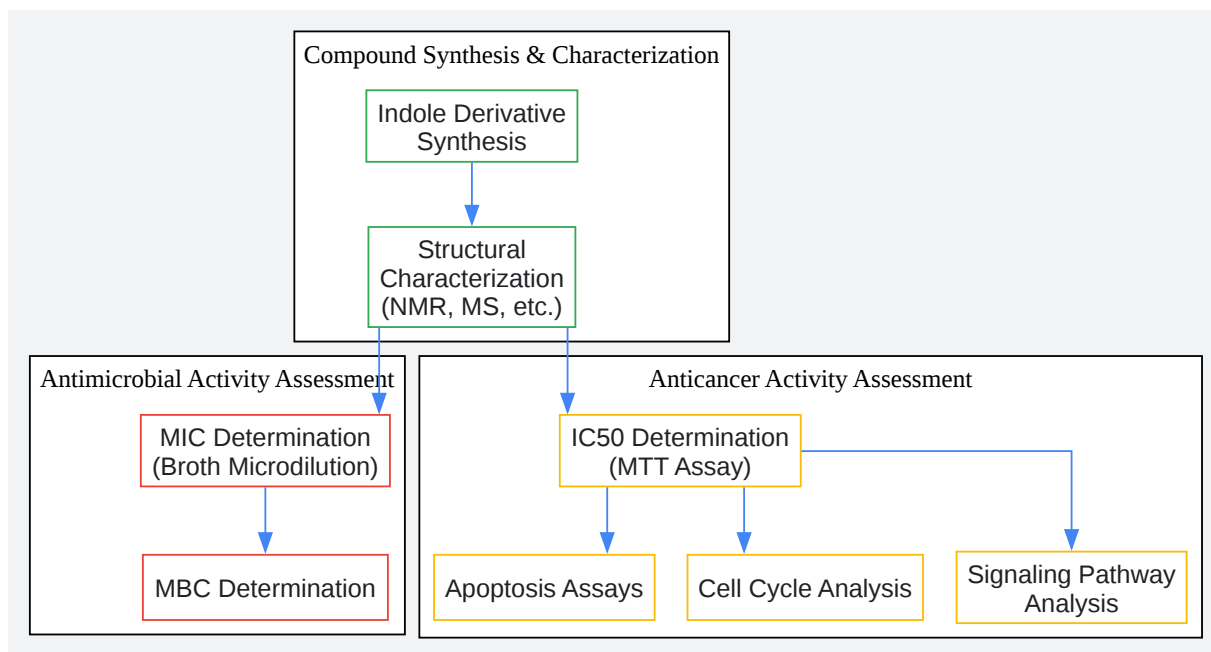 Compound Synthesis & Characterization
Indole Derivative
Synthesis
Structural
Characterization
(NMR, MS, etc.)
Antimicrobial Activity Assessment
MIC Determination
(Broth Microdilution)
MBC Determination
Anticancer Activity Assessment
IC50 Determination
(MTT Assay)
Apoptosis Assays
Cell Cycle Analysis
Signaling Pathway
Analysis